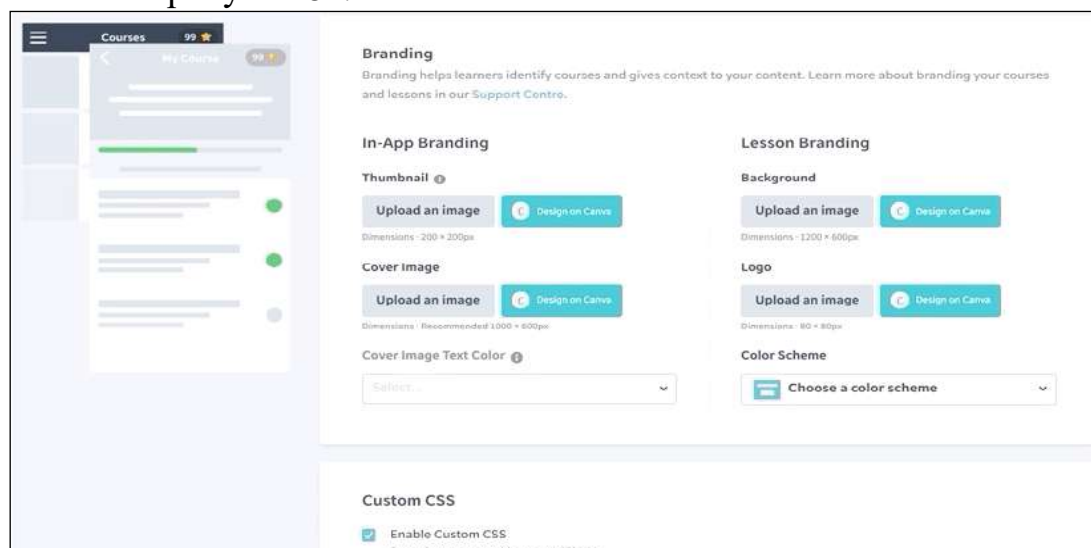 Courses 99
My Course 99
Branding
Branding helps learners identify courses and gives context to your content. Learn more about branding your courses
and lessons in our Support Centre.
In-App Branding
Lesson Branding
Thumbnail
Background
Upload an image
C Design on Canva
Upload an image
C Design on Canva
Dimensions · 200 × 200px
Dimensions · 1200 × 600px
Cover Image
Logo
Upload an image
C Design on Canva
Upload an image
C Design on Canva
Dimensions · Recommended 1000 × 600px
Dimensions · 80 × 80px
Cover Image Text Color
Color Scheme
Select...
Choose a color scheme
Custom CSS
Enable Custom CSS